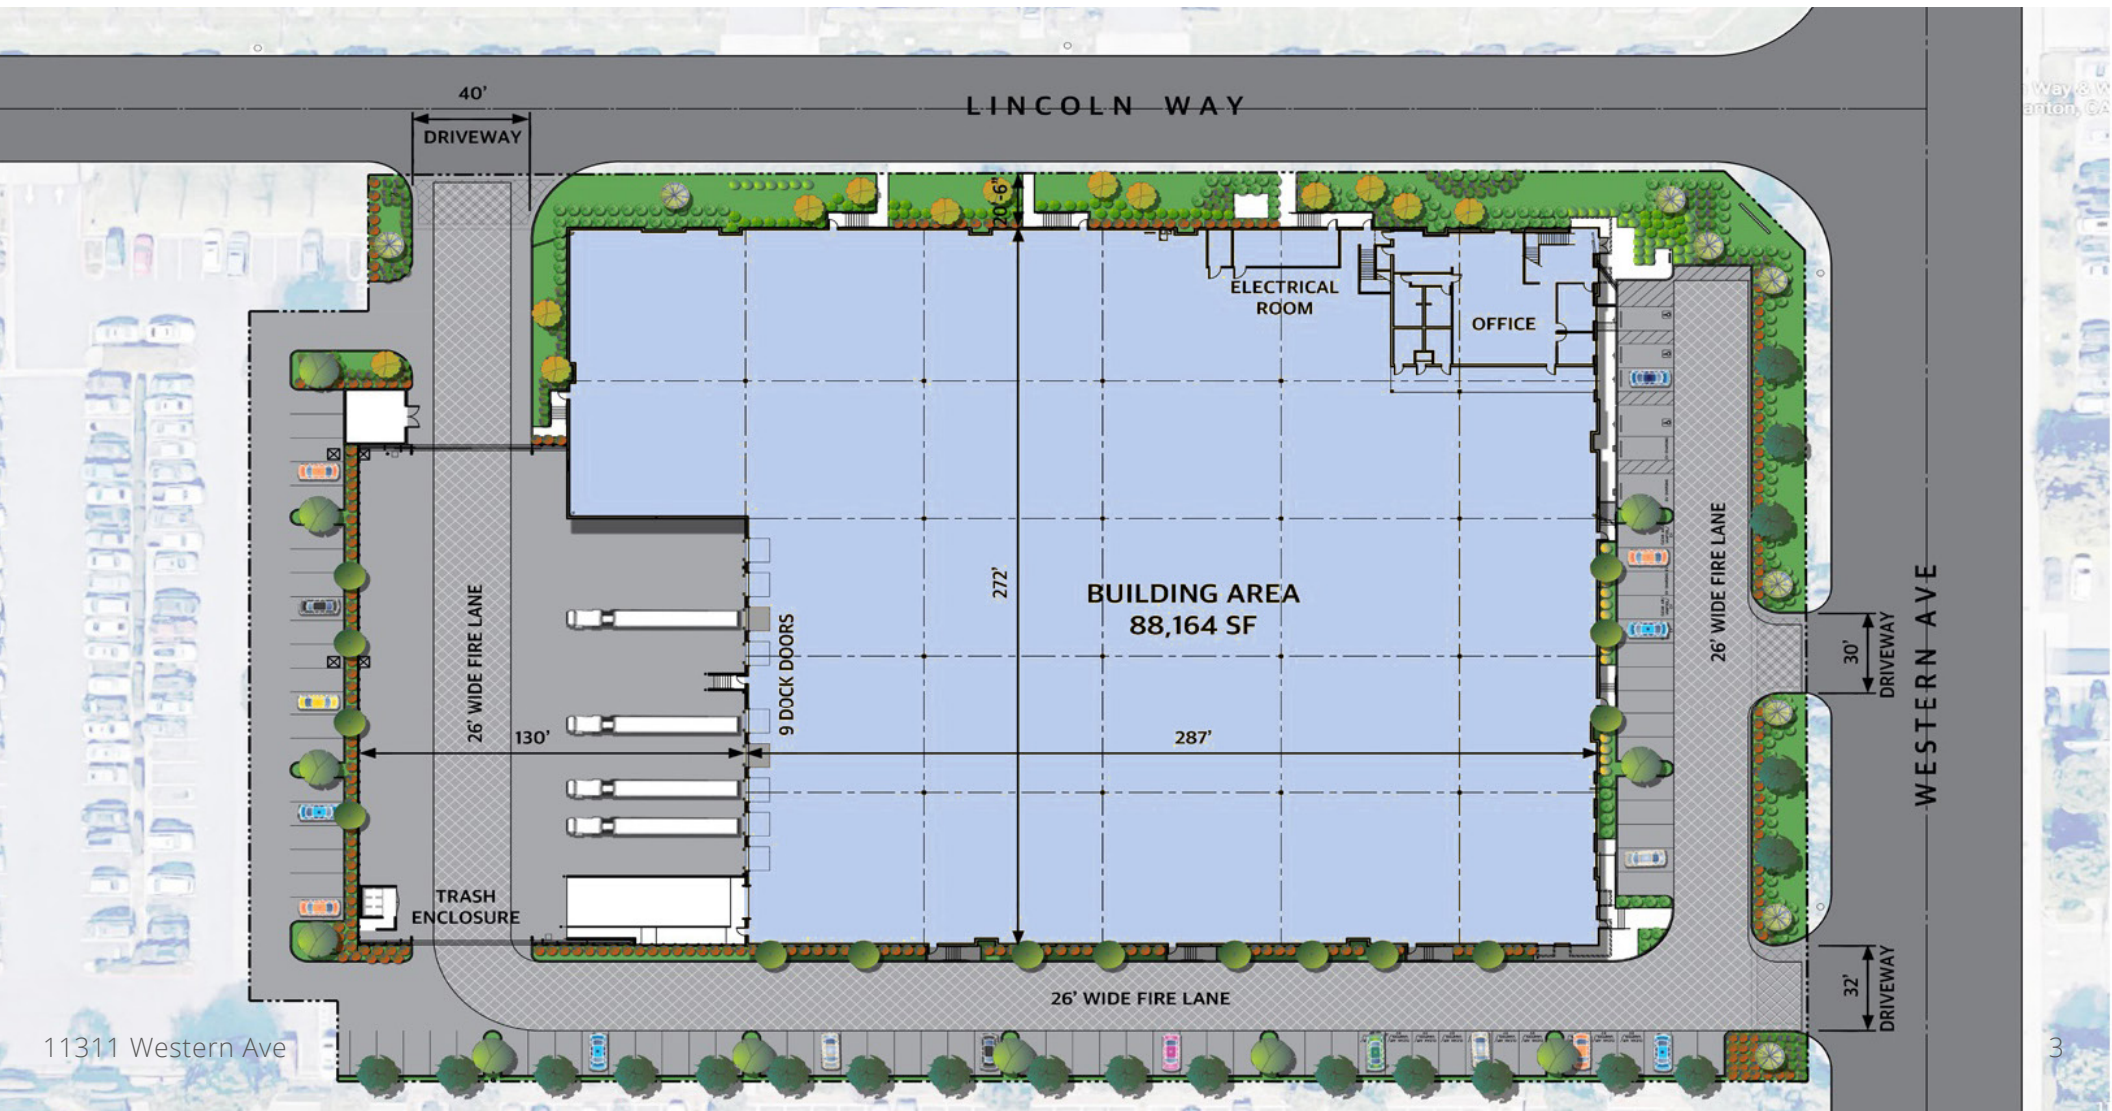 40'
DRIVEWAY
LINCOLN WAY
20'-6"
ELECTRICAL
ROOM
OFFICE
26' WIDE FIRE LANE
272'
BUILDING AREA
88,164 SF
9 DOCK DOORS
26' WIDE FIRE LANE
130'
287'
30'
DRIVEWAY
WESTERN AVE
TRASH
ENCLOSURE
26' WIDE FIRE LANE
32'
DRIVEWAY
11311 Western Ave
3